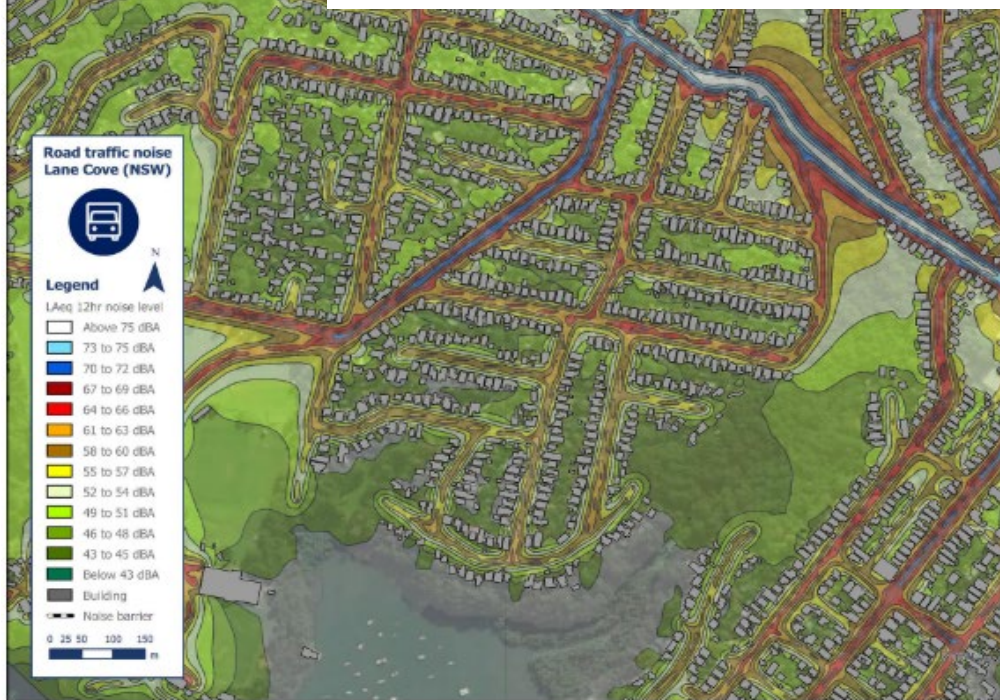 Road traffic noise
Lane Cove (NSW)
N
Legend
LAeq 12hr noise level
Above 75 dBA
73 to 75 dBA
70 to 72 dBA
67 to 69 dBA
64 to 66 dBA
61 to 63 dBA
58 to 60 dBA
55 to 57 dBA
52 to 54 dBA
49 to 51 dBA
46 to 48 dBA
43 to 45 dBA
Below 43 dBA
Building
Noise barrier
0 25 50 100 150
m